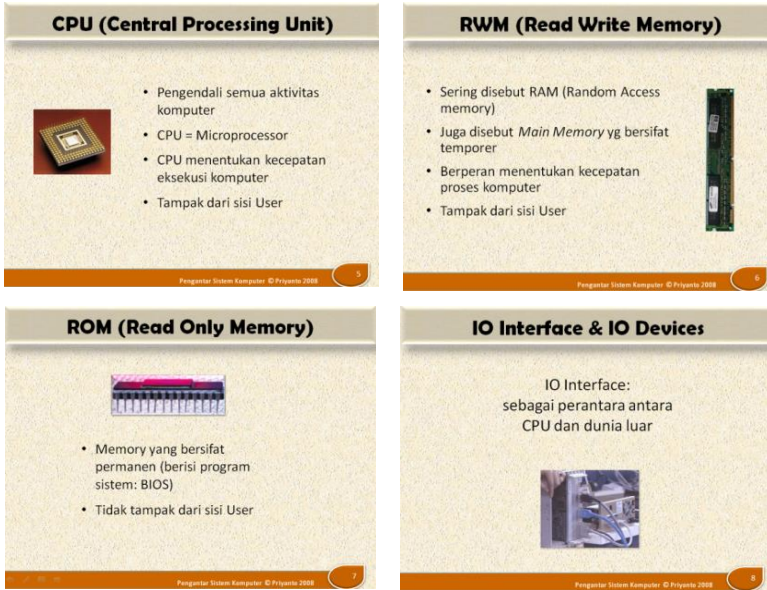 CPU (Central Processing Unit)
• Pengendali semua aktivitas
komputer
• CPU = Microprocessor
• CPU menentukan kecepatan
eksekusi komputer
• Tampak dari sisi User
Pengantar Sistem Komputer © Priyanto 2008
5
RWM (Read Write Memory)
• Sering disebut RAM (Random Access
memory)
• Juga disebut Main Memory yg bersifat
temporer
• Berperan menentukan kecepatan
proses komputer
• Tampak dari sisi User
Pengantar Sistem Komputer © Priyanto 2008
6
ROM (Read Only Memory)
• Memory yang bersifat
permanen (berisi program
sistem: BIOS)
• Tidak tampak dari sisi User
Pengantar Sistem Komputer © Priyanto 2008
7
IO Interface & IO Devices
IO Interface:
sebagai perantara antara
CPU dan dunia luar
Pengantar Sistem Komputer © Priyanto 2008
8